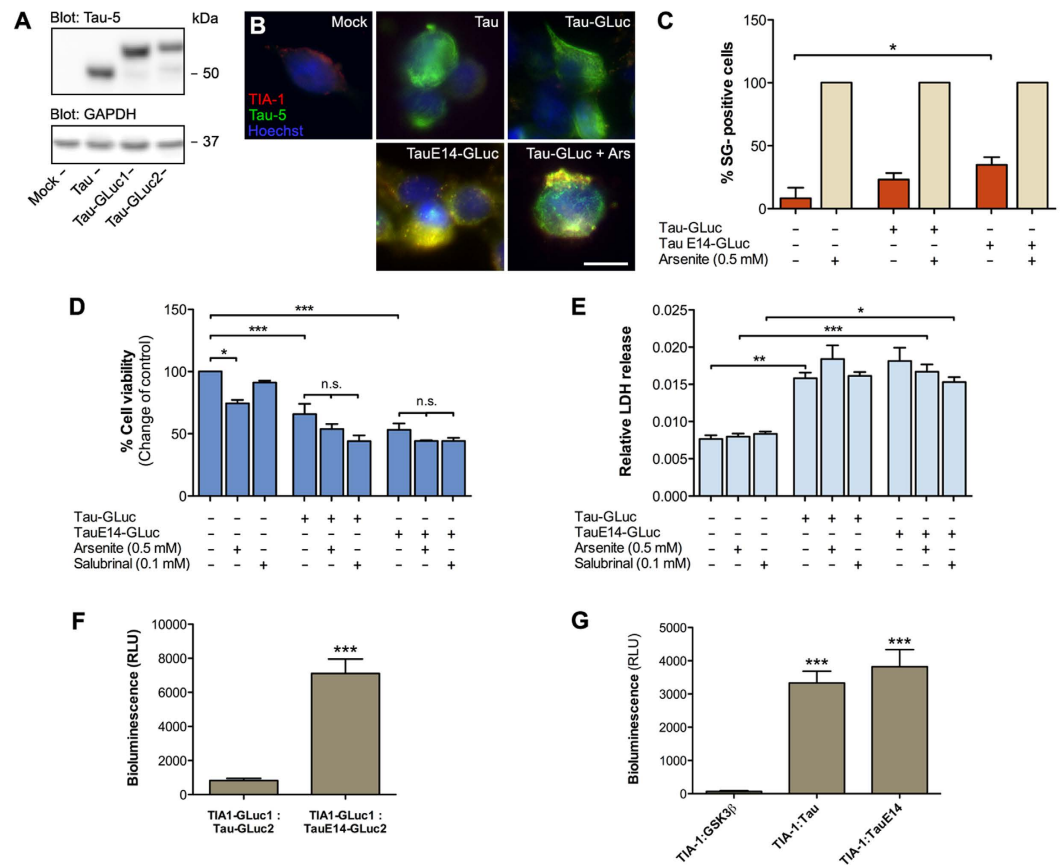 A
Blot: Tau-5
kDa
– 50
Blot: GAPDH
– 37
Mock –
Tau –
Tau-GLuc1–
Tau-GLuc2–
B
Mock
TIA-1
Tau-5
Hoechst
Tau
Tau-GLuc
TauE14-GLuc
Tau-GLuc + Ars
C
% SG- positive cells
150
100
50
0
*
Tau-GLuc – – + + – –
Tau E14-GLuc – – – – + +
Arsenite (0.5 mM) – + – + – +
D
% Cell viability
(Change of control)
150
100
50
0
***
***
*
n.s.
n.s.
Tau-GLuc – – – + + + – – –
TauE14-GLuc – – – – – – + + +
Arsenite (0.5 mM) – + – – + – – + –
Salubrinal (0.1 mM) – – + – – + – – +
E
Relative LDH release
0.025
0.020
0.015
0.010
0.005
0.000
*
***
**
Tau-GLuc – – – + + + – – –
TauE14-GLuc – – – – – – + + +
Arsenite (0.5 mM) – + – – + – – + –
Salubrinal (0.1 mM) – – + – – + – – +
F
Bioluminescence (RLU)
10000
8000
6000
4000
2000
0
***
TIA1-GLuc1 :
Tau-GLuc2
TIA1-GLuc1 :
TauE14-GLuc2
G
Bioluminescence (RLU)
5000
4000
3000
2000
1000
0
***
***
TIA-1:GSK3β
TIA-1:Tau
TIA-1:TauE14